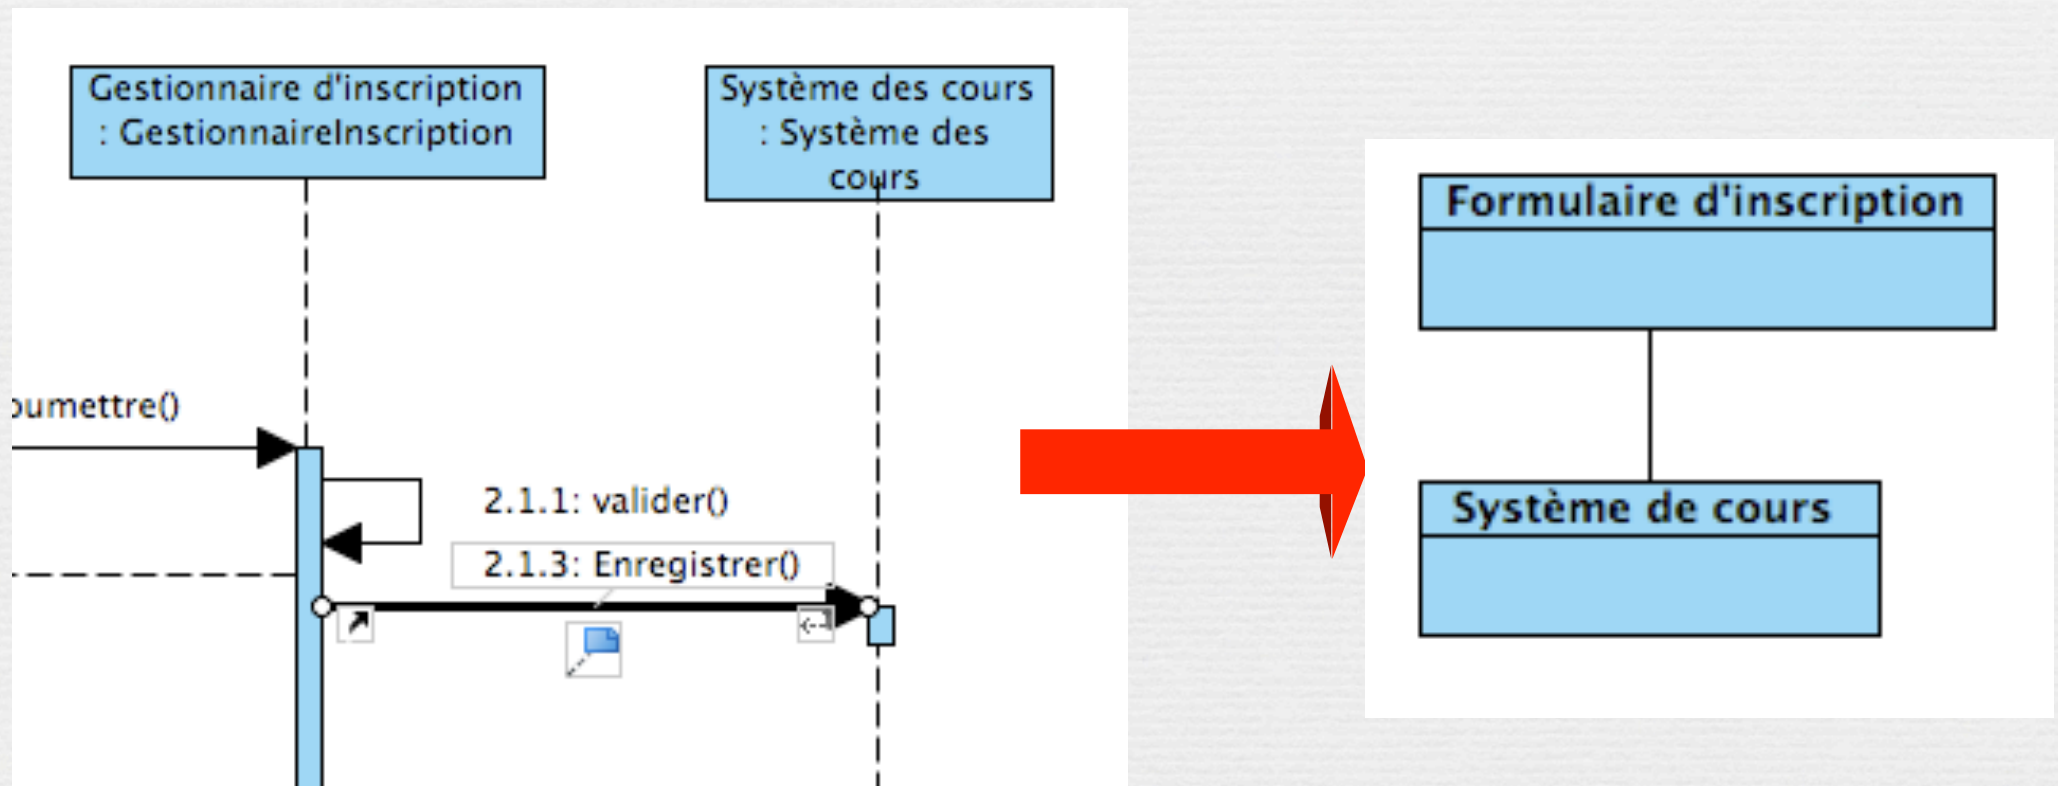 Gestionnaire d'inscription
: GestionnaireInscription
Système des cours
: Système des
cours
oumettre()
2.1.1: valider()
2.1.3: Enregistrer()
Formulaire d'inscription
Système de cours